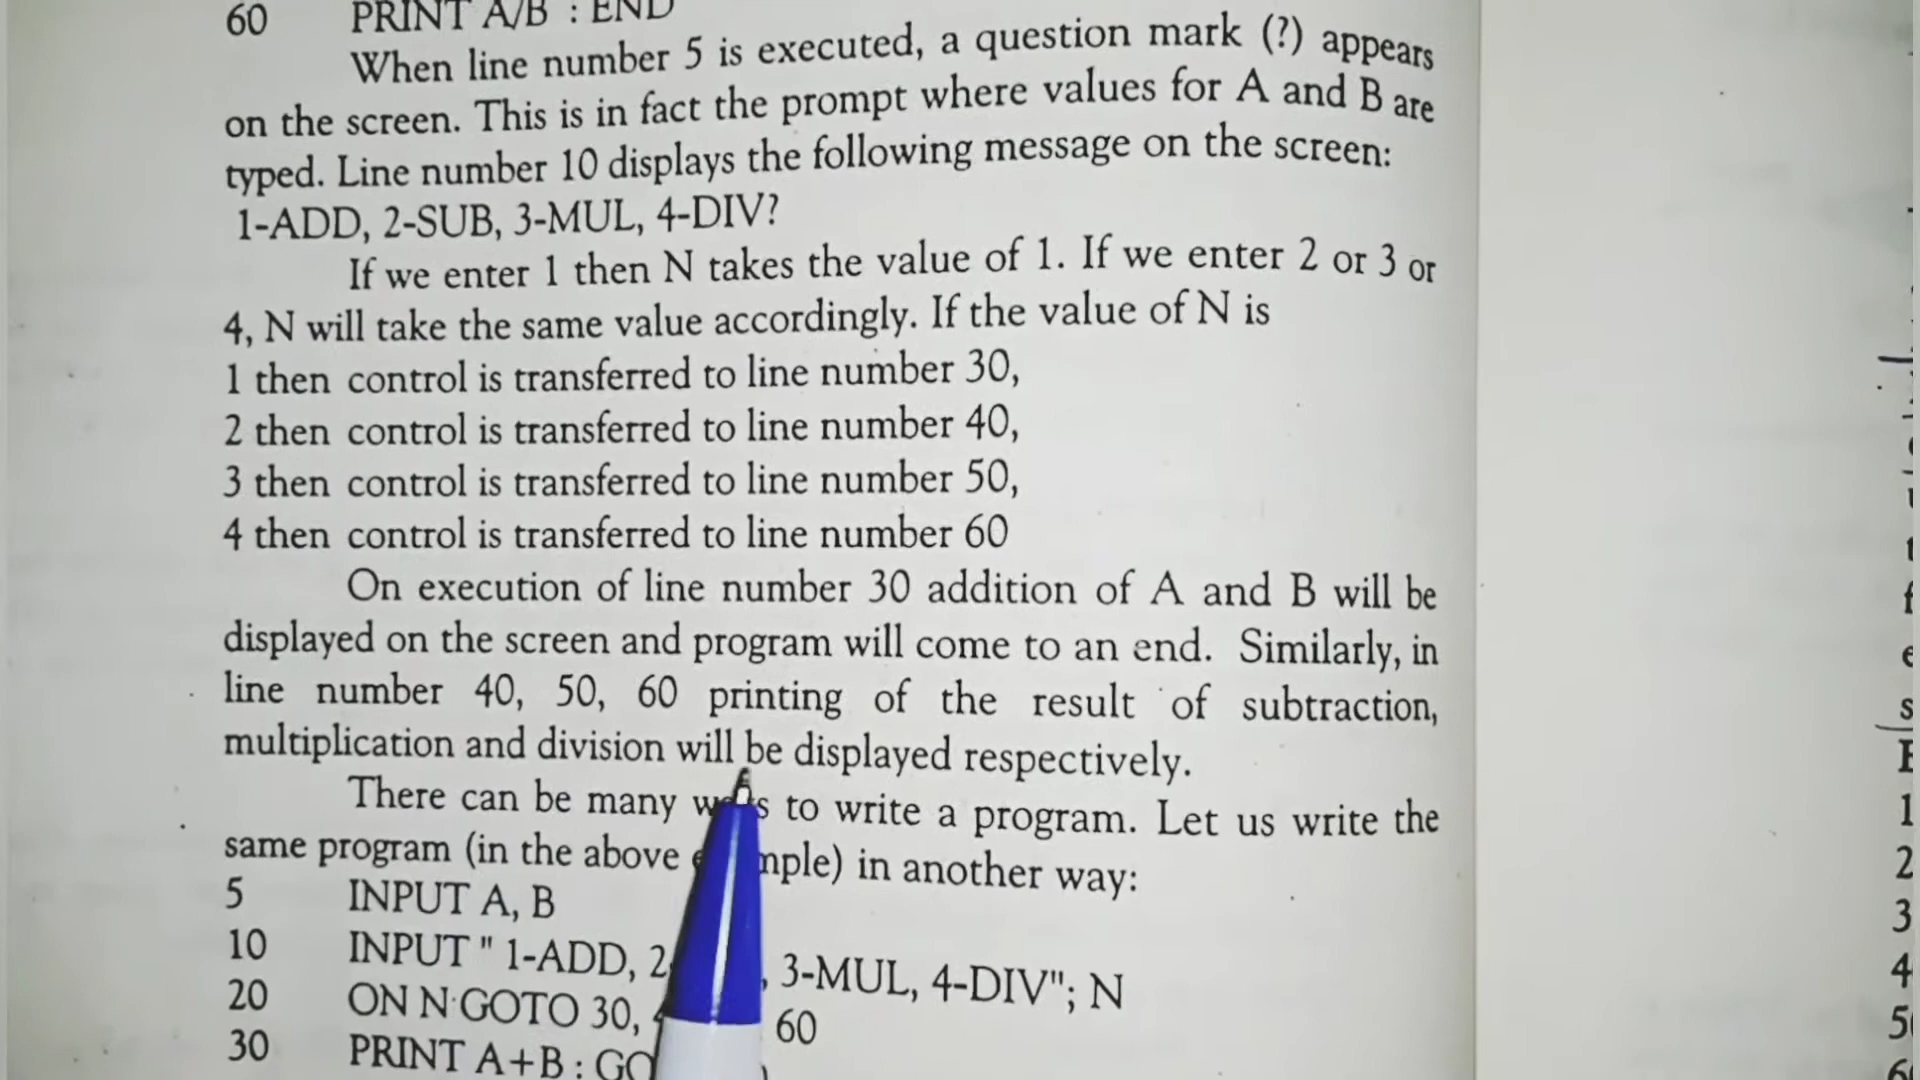 60 PRINT A/B : END
When line number 5 is executed, a question mark (?) appears
on the screen. This is in fact the prompt where values for A and B are
typed. Line number 10 displays the following message on the screen:
1-ADD, 2-SUB, 3-MUL, 4-DIV?
If we enter 1 then N takes the value of 1. If we enter 2 or 3 or
4, N will take the same value accordingly. If the value of N is
1 then control is transferred to line number 30,
2 then control is transferred to line number 40,
3 then control is transferred to line number 50,
4 then control is transferred to line number 60
On execution of line number 30 addition of A and B will be
displayed on the screen and program will come to an end. Similarly, in
line number 40, 50, 60 printing of the result of subtraction,
multiplication and division will be displayed respectively.
There can be many to write a program. Let us write the
same program (in the above in another way:
5 INPUT A, B
10 INPUT " 1-ADD, 3-MUL, 4-DIV"; N
20 ON N GOTO 30, 60
30 PRINT A+B :
1
2
3
4